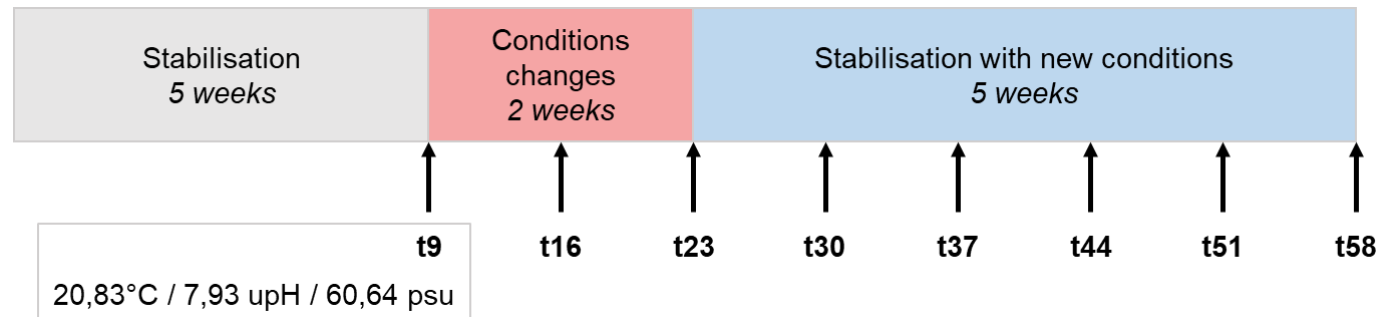 Stabilisation
5 weeks
Conditions
changes
2 weeks
Stabilisation with new conditions
5 weeks
t9
t16
t23
t30
t37
t44
t51
t58
20,83°C / 7,93 upH / 60,64 psu